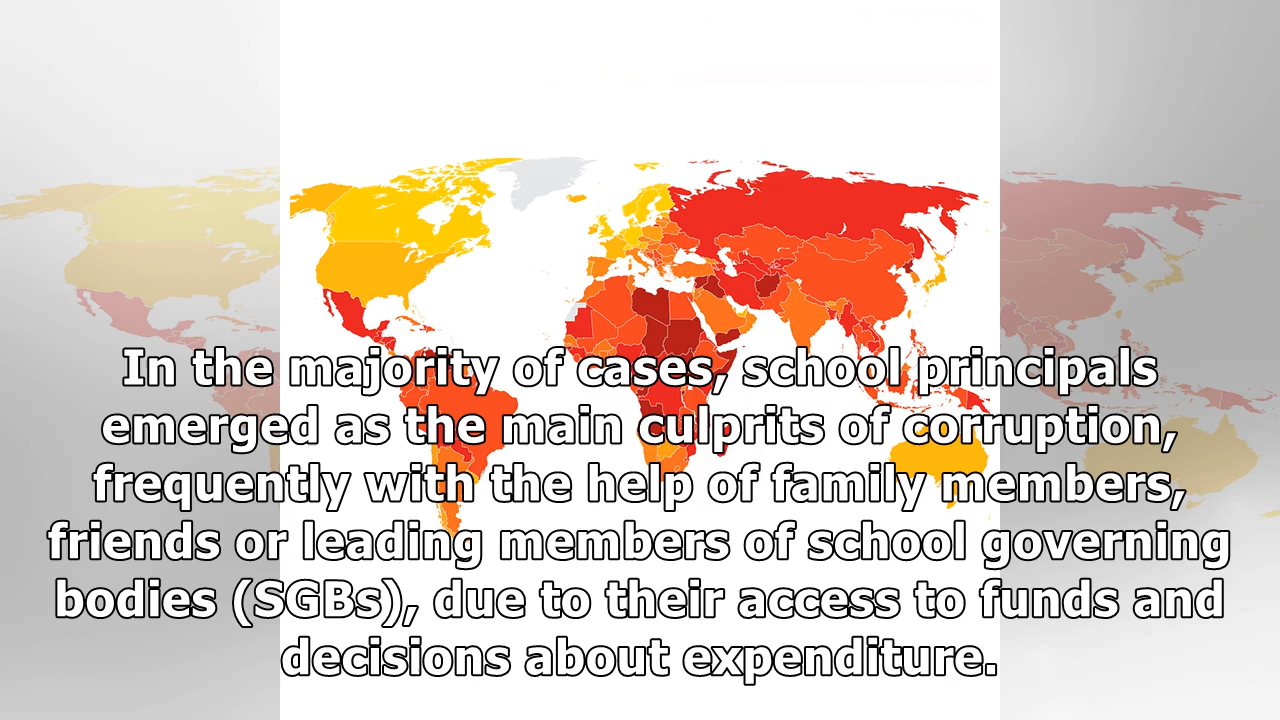 In the majority of cases, school principals
emerged as the main culprits of corruption,
frequently with the help of family members,
friends or leading members of school governing
bodies (SGBs), due to their access to funds and
decisions about expenditure.